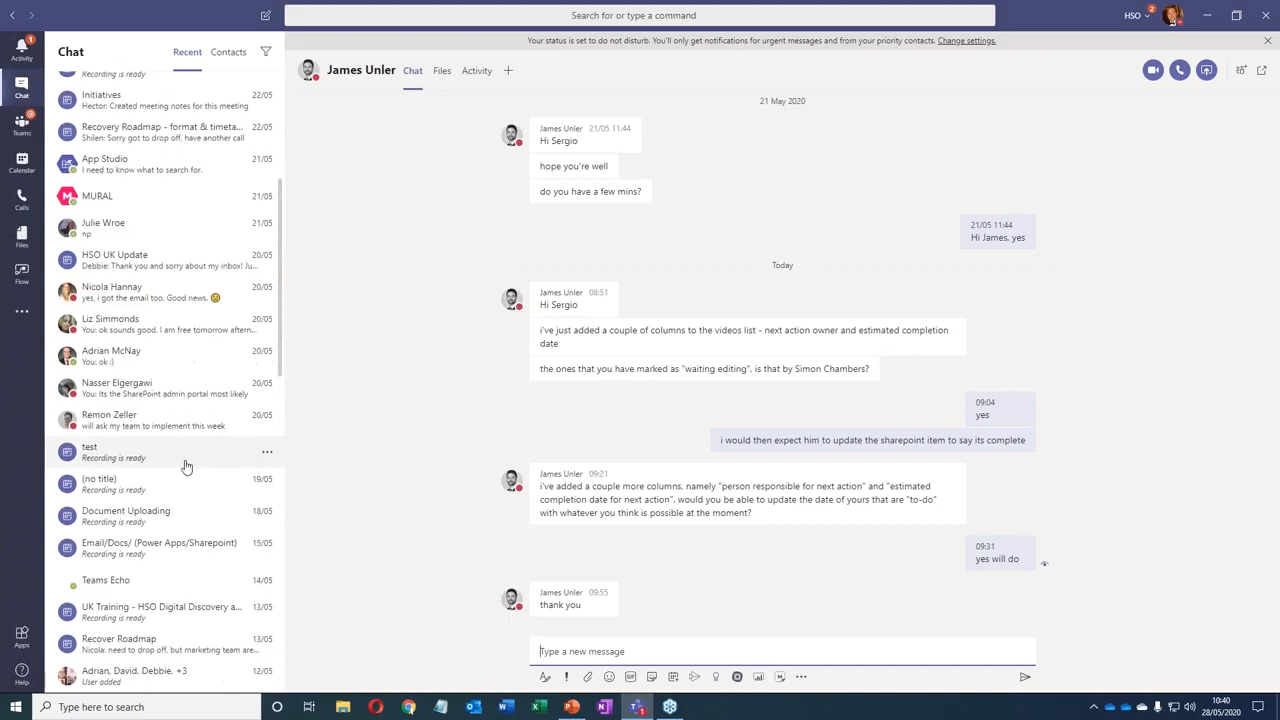 Search for or type a command
HSO
2
1
Activity
Chat
Teams
Calendar
Calls
Files
Flow
Apps
Help
Chat
Recent
Contacts
Recording is ready
Initiatives
22/05
Hector: Created meeting notes for this meeting
Recovery Roadmap - format & timeta...
22/05
Shilen: Sorry got to drop off, have another call
App Studio
21/05
I need to know what to search for.
MURAL
21/05
Julie Wroe
21/05
np
HSO UK Update
20/05
Debbie: Thank you and sorry about my inbox! Ju...
Nicola Hannay
20/05
yes, i got the email too. Good news.
Liz Simmonds
20/05
You: ok sounds good. I am free tomorrow aftern...
Adrian McNay
20/05
You: ok :)
Nasser Elgergawi
20/05
You: Its the SharePoint admin portal most likely
Remon Zeller
20/05
will ask my team to implement this week
test
Recording is ready
(no title)
19/05
Recording is ready
Document Uploading
18/05
Recording is ready
Email/Docs/ (Power Apps/Sharepoint)
15/05
Recording is ready
Teams Echo
14/05
UK Training - HSO Digital Discovery a...
13/05
Recording is ready
Recover Roadmap
13/05
Nicola: need to drop off, but marketing team are...
Adrian, David, Debbie, +3
12/05
User added
Your status is set to do not disturb. You'll only get notifications for urgent messages and from your priority contacts. Change settings.
James Unler
Chat
Files
Activity
21 May 2020
James Unler 21/05 11:44
Hi Sergio
hope you're well
do you have a few mins?
21/05 11:44
Hi James, yes
Today
James Unler 08:51
Hi Sergio
i've just added a couple of columns to the videos list - next action owner and estimated completion
date
the ones that you have marked as "waiting editing", is that by Simon Chambers?
09:04
yes
i would then expect him to update the sharepoint item to say its complete
James Unler 09:21
i've added a couple more columns, namely "person responsible for next action" and "estimated
completion date for next action". would you be able to update the date of yours that are "to-do"
with whatever you think is possible at the moment?
09:31
yes will do
James Unler 09:55
thank you
Type a new message
GIF
Type here to search
10:40
28/05/2020